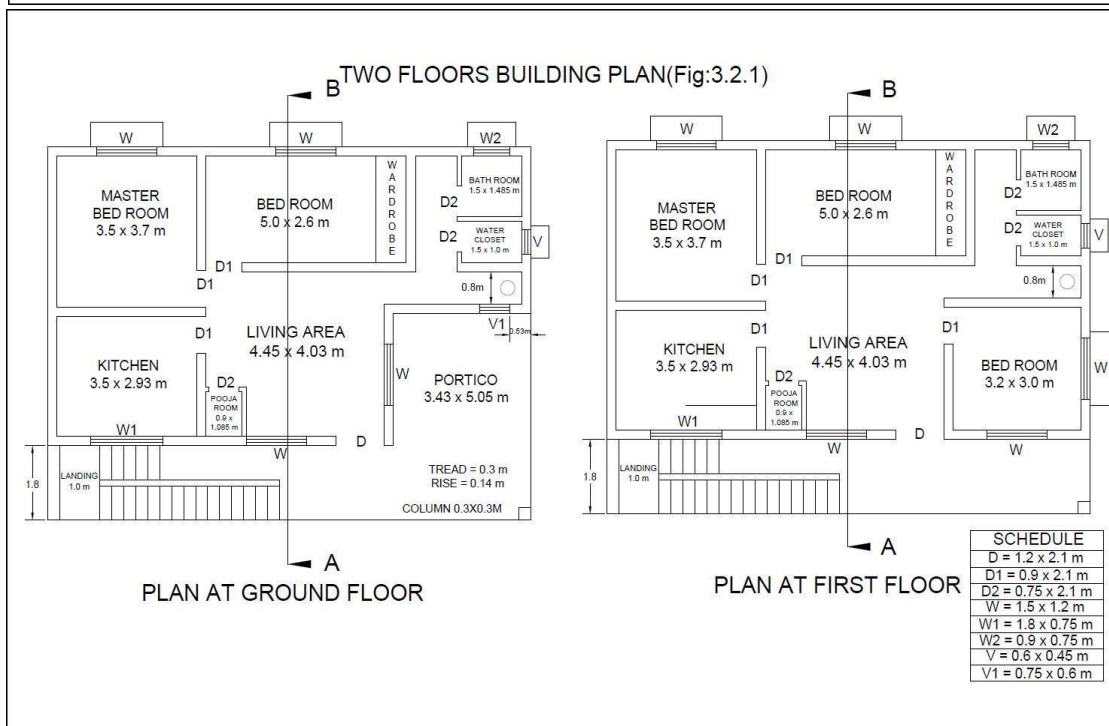 TWO FLOORS BUILDING PLAN(Fig:3.2.1)
B
W
W
W2
MASTER
BED ROOM
3.5 x 3.7 m
BED ROOM
5.0 x 2.6 m
WARDROBE
BATH ROOM
1.5 x 1.485 m
D2
D2
WATER
CLOSET
1.5 x 1.0 m
V
D1
D1
0.8m
V1
0.53m
D1
LIVING AREA
4.45 x 4.03 m
KITCHEN
3.5 x 2.93 m
W
PORTICO
3.43 x 5.05 m
D2
POOJA
ROOM
0.9 x
1.085 m
W1
W
D
1.8
LANDING
1.0 m
TREAD = 0.3 m
RISE = 0.14 m
COLUMN 0.3X0.3M
A
PLAN AT GROUND FLOOR
B
W
W
W2
MASTER
BED ROOM
3.5 x 3.7 m
BED ROOM
5.0 x 2.6 m
WARDROBE
BATH ROOM
1.5 x 1.485 m
D2
D2
WATER
CLOSET
1.5 x 1.0 m
V
D1
D1
0.8m
D1
LIVING AREA
4.45 x 4.03 m
D1
KITCHEN
3.5 x 2.93 m
BED ROOM
3.2 x 3.0 m
W
D2
POOJA
ROOM
0.9 x
1.085 m
W1
W
D
W
1.8
LANDING
1.0 m
A
PLAN AT FIRST FLOOR
SCHEDULE
D = 1.2 x 2.1 m
D1 = 0.9 x 2.1 m
D2 = 0.75 x 2.1 m
W = 1.5 x 1.2 m
W1 = 1.8 x 0.75 m
W2 = 0.9 x 0.75 m
V = 0.6 x 0.45 m
V1 = 0.75 x 0.6 m